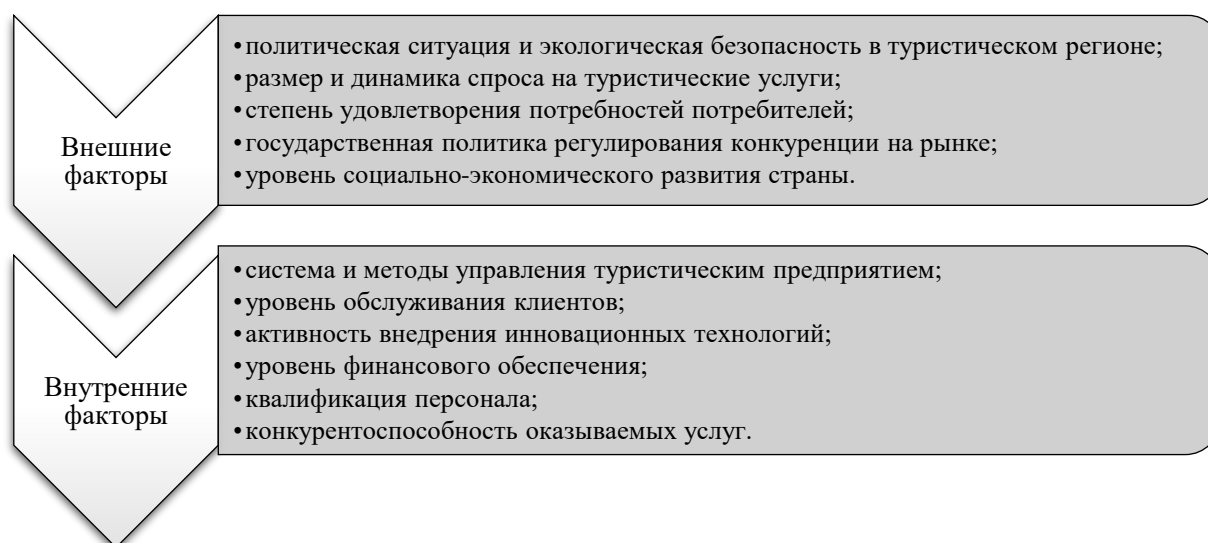 Внешние
факторы
•политическая ситуация и экологическая безопасность в туристическом регионе;
•размер и динамика спроса на туристические услуги;
•степень удовлетворения потребностей потребителей;
•государственная политика регулирования конкуренции на рынке;
•уровень социально-экономического развития страны.
Внутренние
факторы
•система и методы управления туристическим предприятием;
•уровень обслуживания клиентов;
•активность внедрения инновационных технологий;
•уровень финансового обеспечения;
•квалификация персонала;
•конкурентоспособность оказываемых услуг.